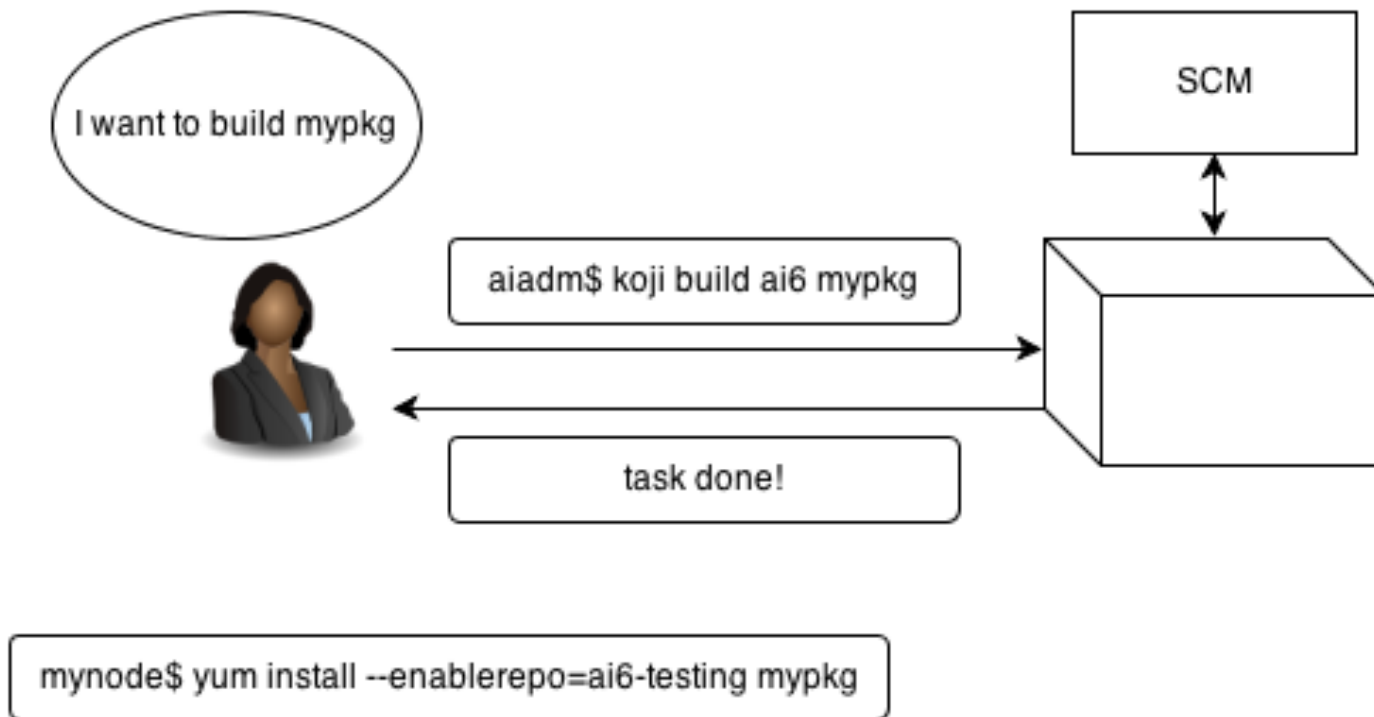 I want to build mypkg
SCM
aiadm$ koji build ai6 mypkg
task done!
mynode$ yum install --enablerepo=ai6-testing mypkg